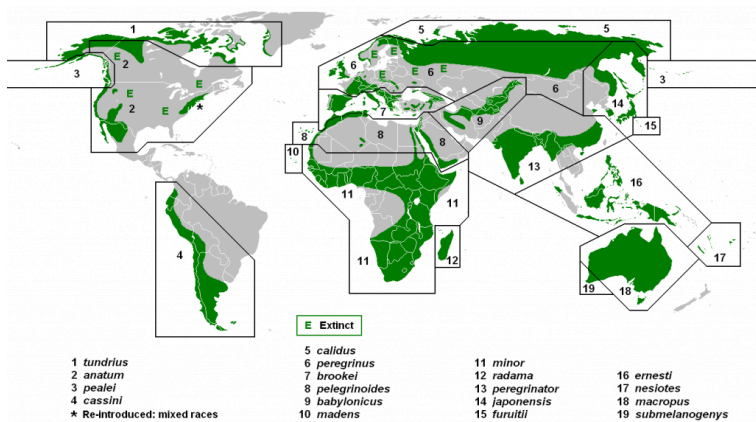 1
5
5
2
E
E
6
E
6
E
3
E
E
E
6
3
E
2
E
*
7
9
14
15
10
8
8
8
13
16
11
11
4
12
17
11
19
18
E Extinct
1 tundrius
2 anatum
3 pealei
4 cassini
* Re-introduced: mixed races
5 calidus
6 peregrinus
7 brookei
8 pelegrinoides
9 babylonicus
10 madens
11 minor
12 radama
13 peregrinator
14 japonensis
15 furuitii
16 ernesti
17 nesiotes
18 macropus
19 submelanogenys